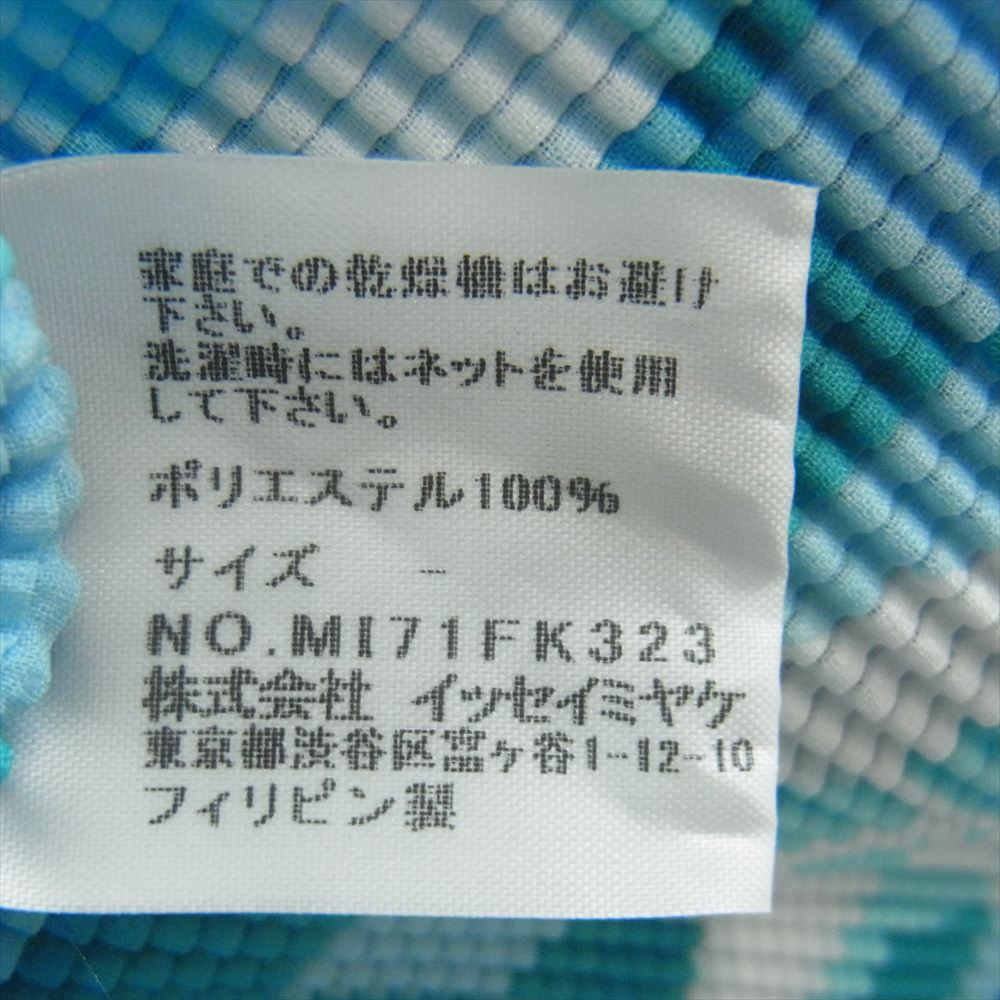 家庭での乾燥機はお避け
下さい。
洗濯時にはネットを使用
して下さい。
ポリエステル100%
サイズ －
NO.MI71FK323
株式会社 イッセイミヤケ
東京都渋谷区富ヶ谷1-12-10
フィリピン製